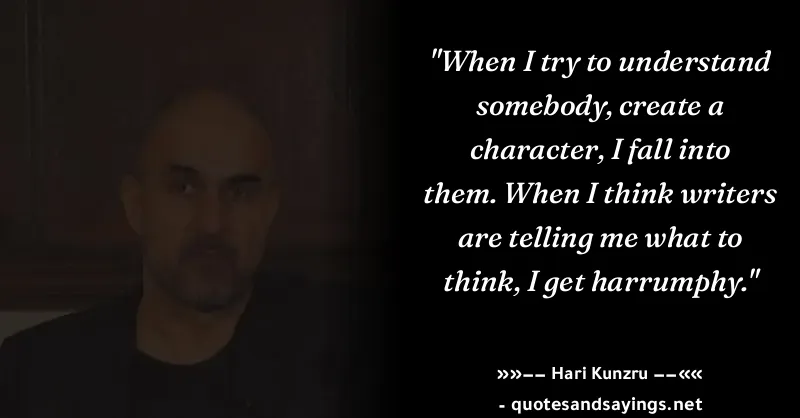 "When I try to understand
somebody, create a
character, I fall into
them. When I think writers
are telling me what to
think, I get harrumphy."
»»−− Hari Kunzru −−««
- quotesandsayings.net